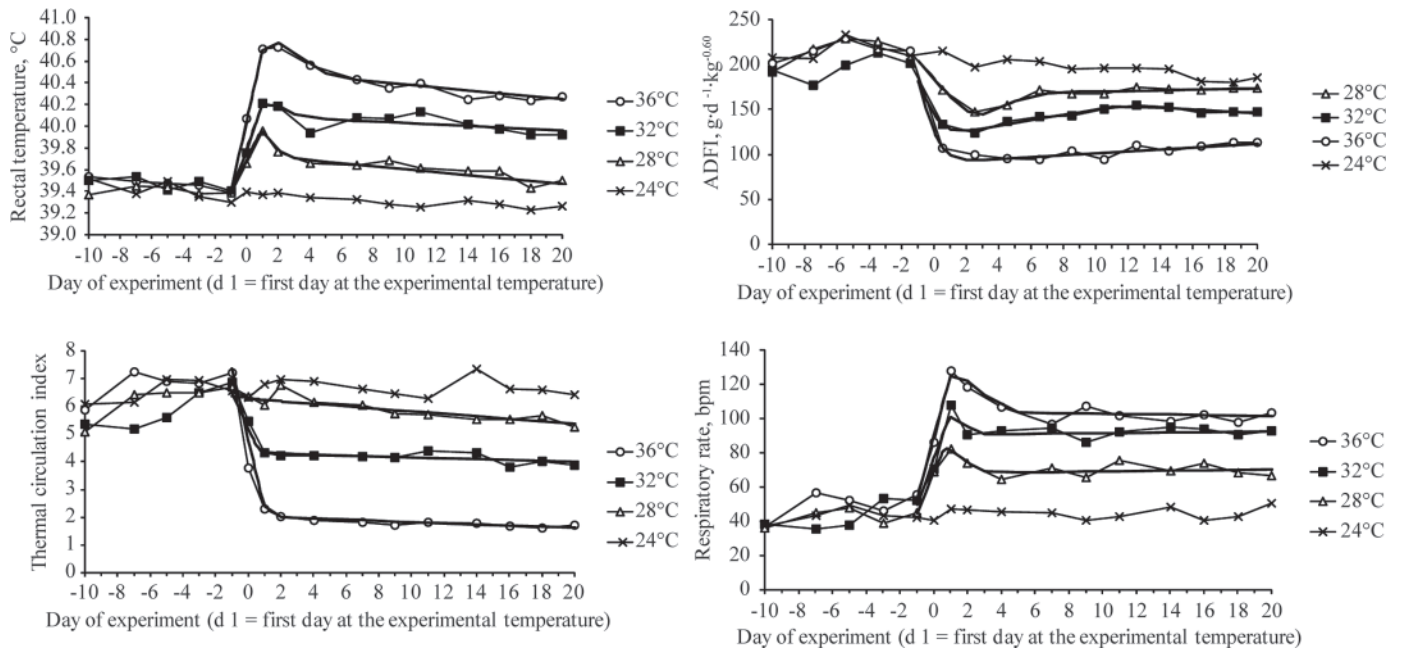 Rectal temperature, °C
41.0
40.8
40.6
40.4
40.2
40.0
39.8
39.6
39.4
39.2
39.0
-10 -8 -6 -4 -2 0 2 4 6 8 10 12 14 16 18 20
Day of experiment (d 1 = first day at the experimental temperature)
36°C
32°C
28°C
24°C
ADFI, g·d⁻¹·kg⁻⁰·⁶⁰
250
200
150
100
50
0
-10 -8 -6 -4 -2 0 2 4 6 8 10 12 14 16 18 20
Day of experiment (d 1 = first day at the experimental temperature)
28°C
32°C
36°C
24°C
Thermal circulation index
8
7
6
5
4
3
2
1
0
-10 -8 -6 -4 -2 0 2 4 6 8 10 12 14 16 18 20
Day of experiment (d 1 = first day at the experimental temperature)
36°C
32°C
28°C
24°C
Respiratory rate, bpm
140
120
100
80
60
40
20
0
-10 -8 -6 -4 -2 0 2 4 6 8 10 12 14 16 18 20
Day of experiment (d 1 = first day at the experimental temperature)
36°C
32°C
28°C
24°C